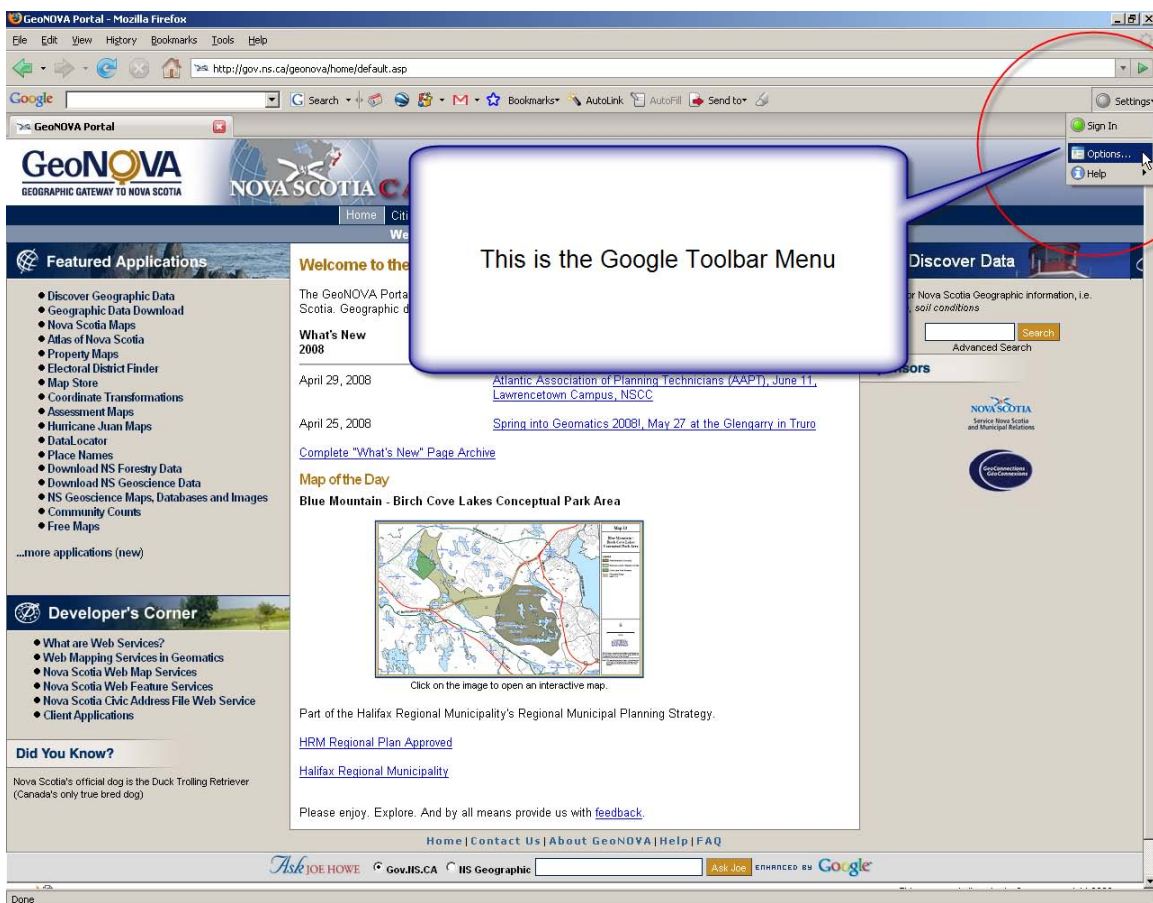 GeoNOVA Portal - Mozilla Firefox
File Edit View History Bookmarks Tools Help
http://gov.ns.ca/geonova/home/default.asp
Google Search Bookmarks AutoLink AutoFill Send to Settings
GeoNOVA Portal
Sign In
Options...
Help
GeoNOVA
GEOGRAPHIC GATEWAY TO NOVA SCOTIA
NOVA SCOTIA
Home Citi
We
This is the Google Toolbar Menu
Featured Applications
Discover Geographic Data
Geographic Data Download
Nova Scotia Maps
Atlas of Nova Scotia
Property Maps
Electoral District Finder
Map Store
Coordinate Transformations
Assessment Maps
Hurricane Juan Maps
DataLocator
Place Names
Download NS Forestry Data
Download NS Geoscience Data
NS Geoscience Maps, Databases and Images
Community Counts
Free Maps
...more applications (new)
Developer's Corner
What are Web Services?
Web Mapping Services in Geomatics
Nova Scotia Web Map Services
Nova Scotia Web Feature Services
Nova Scotia Civic Address File Web Service
Client Applications
Did You Know?
Nova Scotia's official dog is the Duck Trolling Retriever
(Canada's only true bred dog)
Welcome to the
The GeoNOVA Porta
Scotia. Geographic d
What's New
2008
April 29, 2008 Atlantic Association of Planning Technicians (AAPT), June 11,
Lawrencetown Campus, NSCC
April 25, 2008 Spring into Geomatics 2008!, May 27 at the Glengarry in Truro
Complete "What's New" Page Archive
Map of the Day
Blue Mountain - Birch Cove Lakes Conceptual Park Area
Click on the image to open an interactive map.
Part of the Halifax Regional Municipality's Regional Municipal Planning Strategy.
HRM Regional Plan Approved
Halifax Regional Municipality
Please enjoy. Explore. And by all means provide us with feedback.
Discover Data
or Nova Scotia Geographic information, i.e.
soil conditions
Search
Advanced Search
sors
NOVA SCOTIA
Service Nova Scotia
and Municipal Relations
GeoConnections
GéoConnexions
Home|Contact Us|About GeoNOVA|Help|FAQ
Ask JOE HOWE Gov.NS.CA NS Geographic Ask Joe ENHANCED BY Google
Done